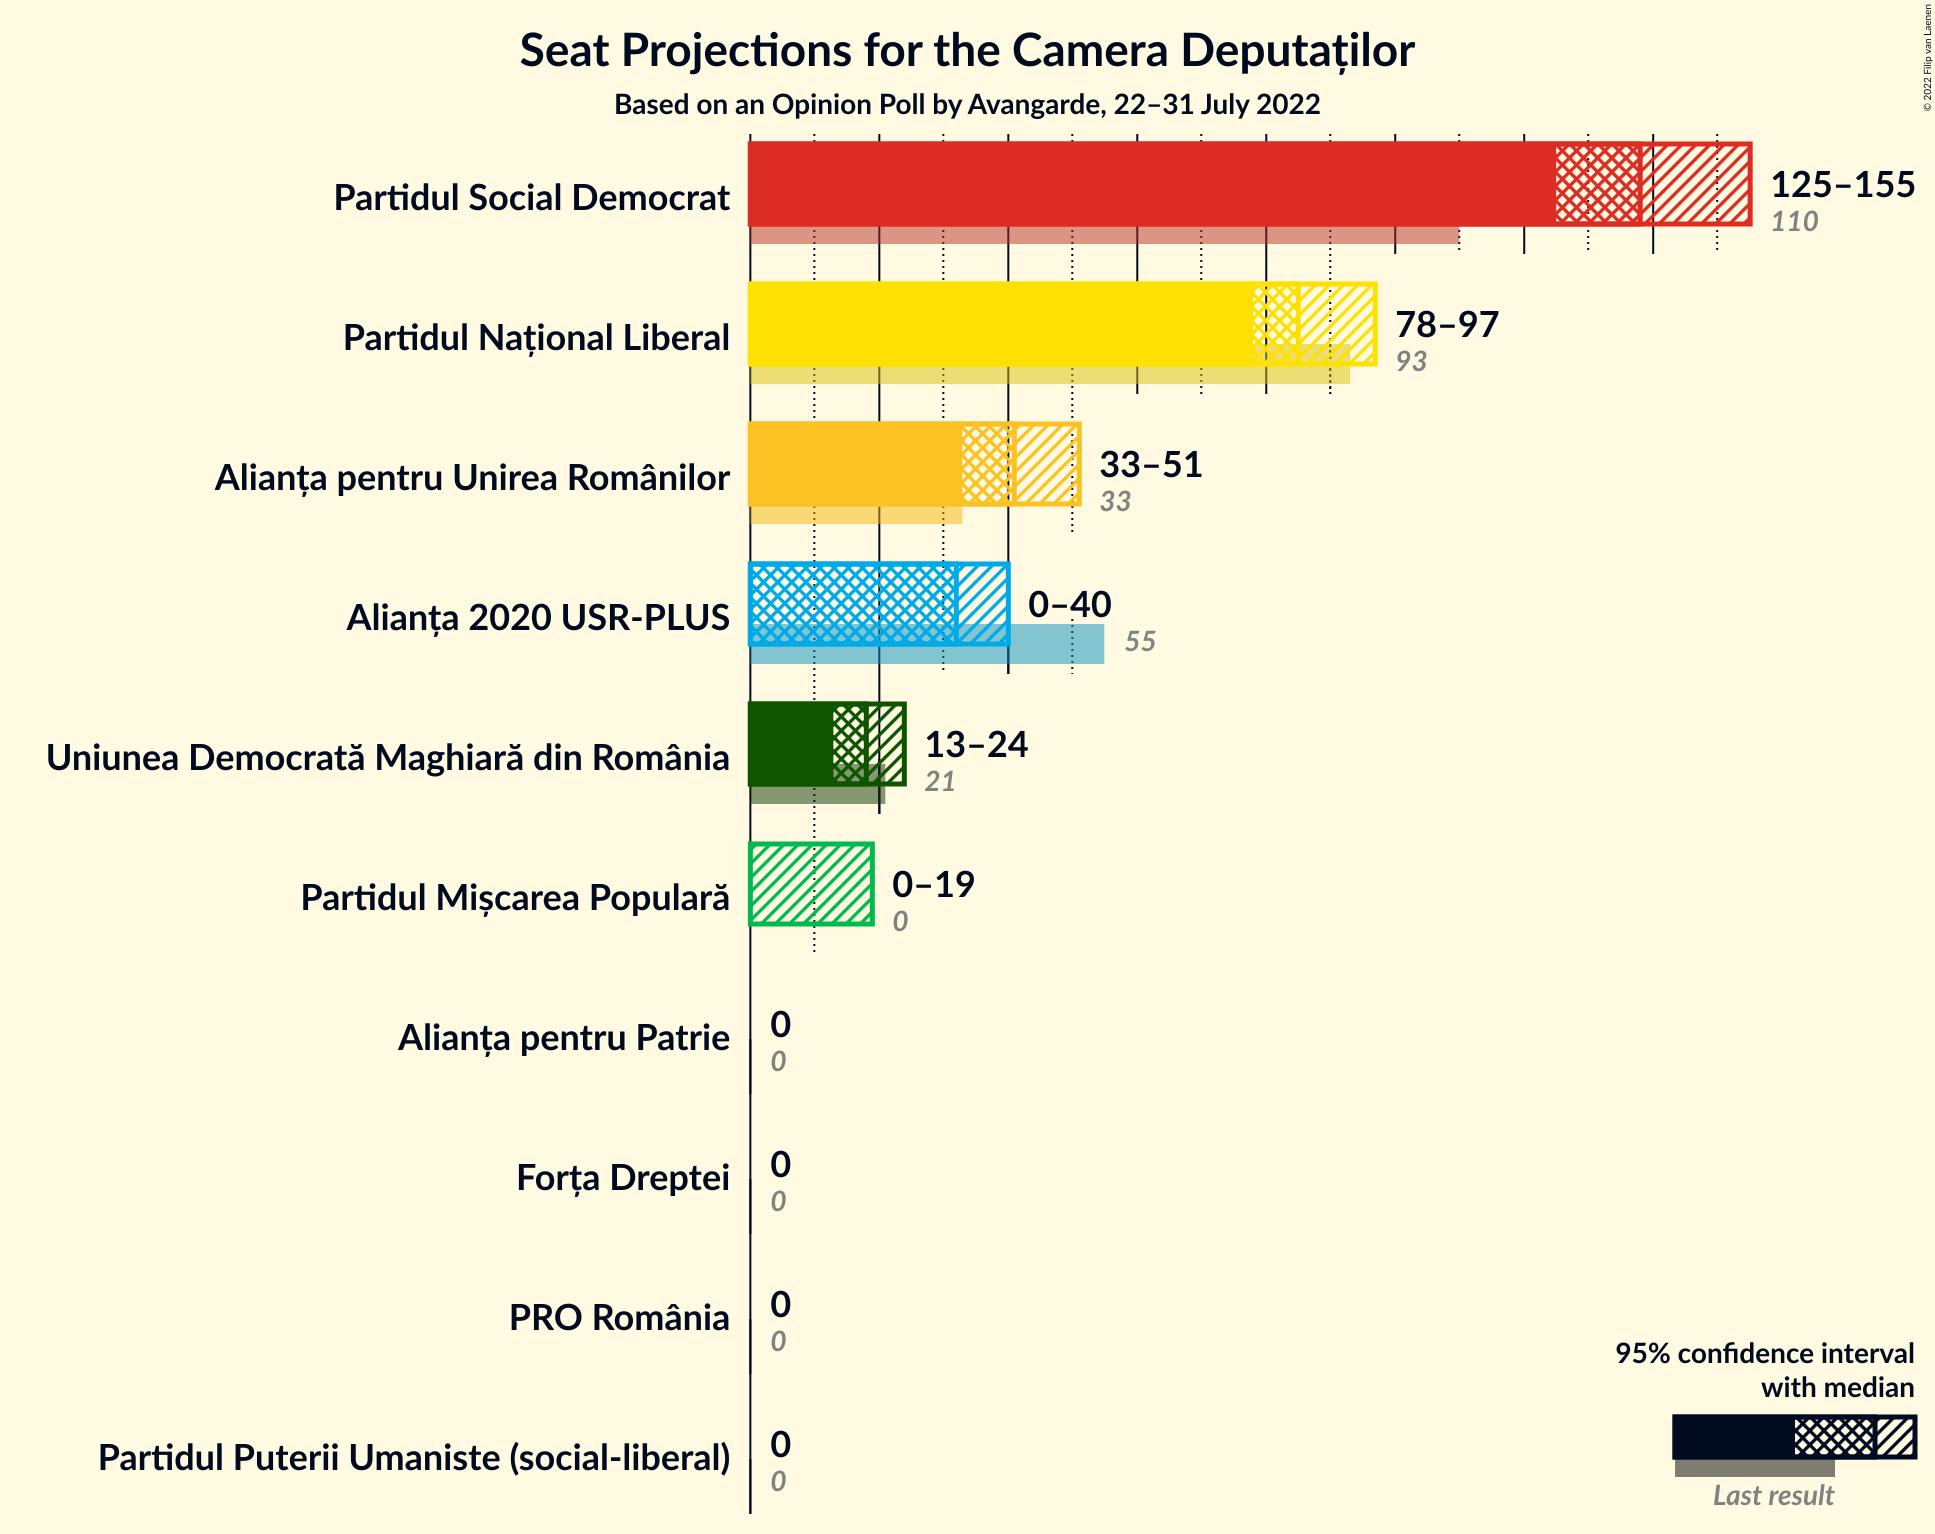 Seat Projections for the Camera Deputaților
Based on an Opinion Poll by Avangarde, 22–31 July 2022
© 2022 Filip van Laenen
Partidul Social Democrat
125–155
110
Partidul Național Liberal
78–97
93
Alianța pentru Unirea Românilor
33–51
33
Alianța 2020 USR-PLUS
0–40
55
Uniunea Democrată Maghiară din România
13–24
21
Partidul Mișcarea Populară
0–19
0
Alianța pentru Patrie
0
0
Forța Dreptei
0
0
PRO România
0
0
Partidul Puterii Umaniste (social-liberal)
0
0
95% confidence interval
with median
Last result